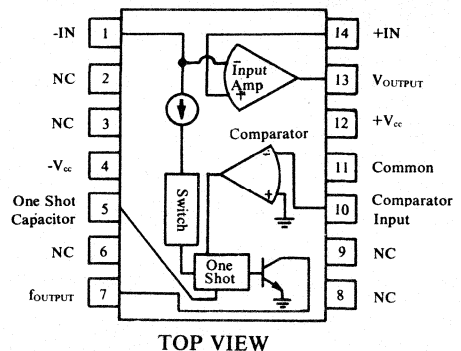 -IN 1 14 +IN
NC 2 13 VOUTPUT
NC 3 12 +Vcc
-Vcc 4 11 Common
One Shot
Capacitor 5 10 Comparator
Input
NC 6 9 NC
fOUTPUT 7 8 NC
−
Input
Amp
+
Comparator
−
+
Switch
One
Shot
TOP VIEW